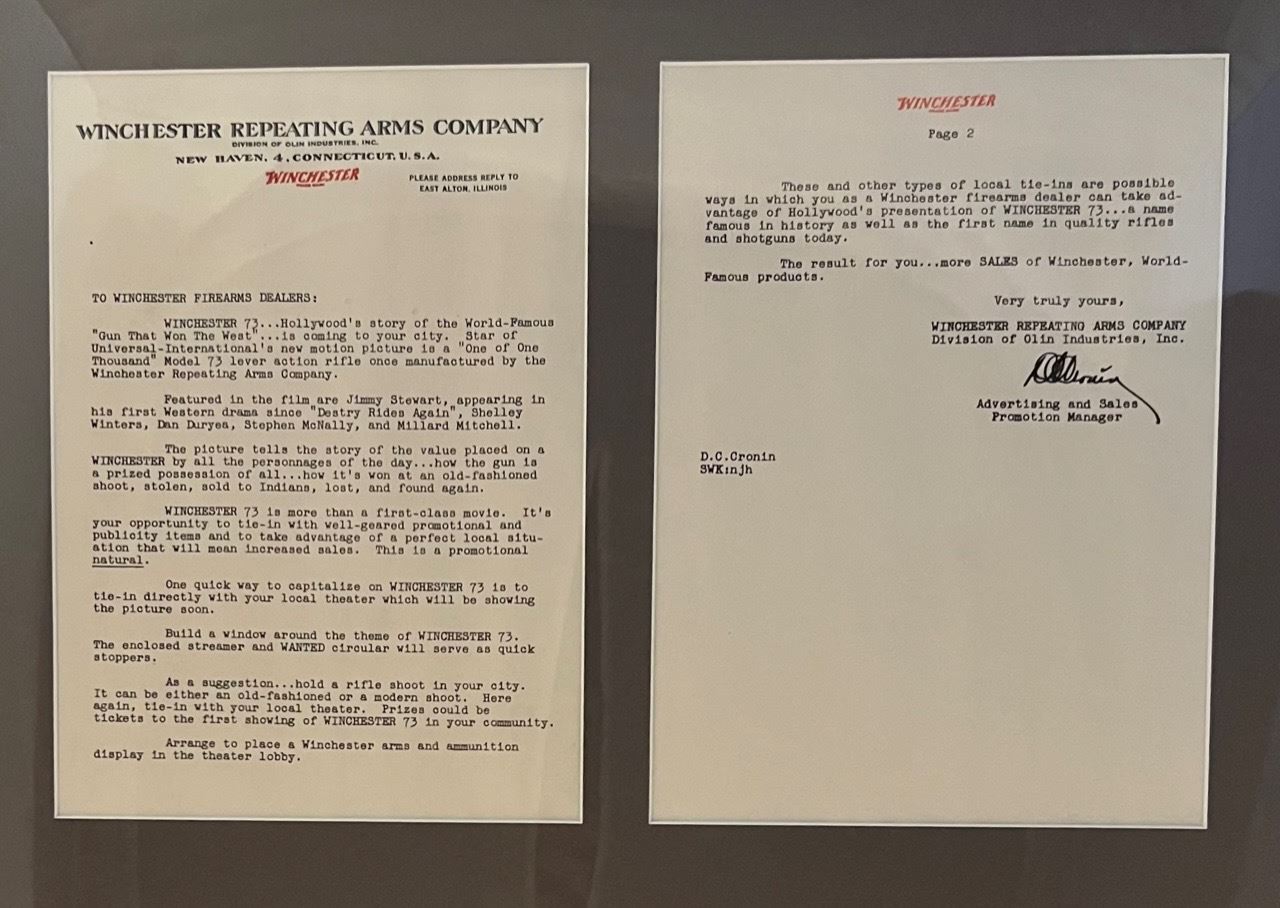 WINCHESTER REPEATING ARMS COMPANY
DIVISION OF OLIN INDUSTRIES, INC.
NEW HAVEN, 4, CONNECTICUT, U. S. A.
WINCHESTER
PLEASE ADDRESS REPLY TO
EAST ALTON, ILLINOIS
TO WINCHESTER FIREARMS DEALERS:
WINCHESTER 73...Hollywood's story of the World-Famous
"Gun That Won The West"...is coming to your city. Star of
Universal-International's new motion picture is a "One of One
Thousand" Model 73 lever action rifle once manufactured by the
Winchester Repeating Arms Company.
Featured in the film are Jimmy Stewart, appearing in
his first Western drama since "Destry Rides Again", Shelley
Winters, Dan Duryea, Stephen McNally, and Millard Mitchell.
The picture tells the story of the value placed on a
WINCHESTER by all the personnages of the day...how the gun is
a prized possession of all...how it's won at an old-fashioned
shoot, stolen, sold to Indians, lost, and found again.
WINCHESTER 73 is more than a first-class movie. It's
your opportunity to tie-in with well-geared promotional and
publicity items and to take advantage of a perfect local situ-
ation that will mean increased sales. This is a promotional
natural.
One quick way to capitalize on WINCHESTER 73 is to
tie-in directly with your local theater which will be showing
the picture soon.
Build a window around the theme of WINCHESTER 73.
The enclosed streamer and WANTED circular will serve as quick
stoppers.
As a suggestion...hold a rifle shoot in your city.
It can be either an old-fashioned or a modern shoot. Here
again, tie-in with your local theater. Prizes could be
tickets to the first showing of WINCHESTER 73 in your community.
Arrange to place a Winchester arms and ammunition
display in the theater lobby.
WINCHESTER
Page 2
These and other types of local tie-ins are possible
ways in which you as a Winchester firearms dealer can take ad-
vantage of Hollywood's presentation of WINCHESTER 73...a name
famous in history as well as the first name in quality rifles
and shotguns today.
The result for you...more SALES of Winchester, World-
Famous products.
Very truly yours,
WINCHESTER REPEATING ARMS COMPANY
Division of Olin Industries, Inc.
DCCronin
Advertising and Sales
Promotion Manager
D.C.Cronin
SWK:njh